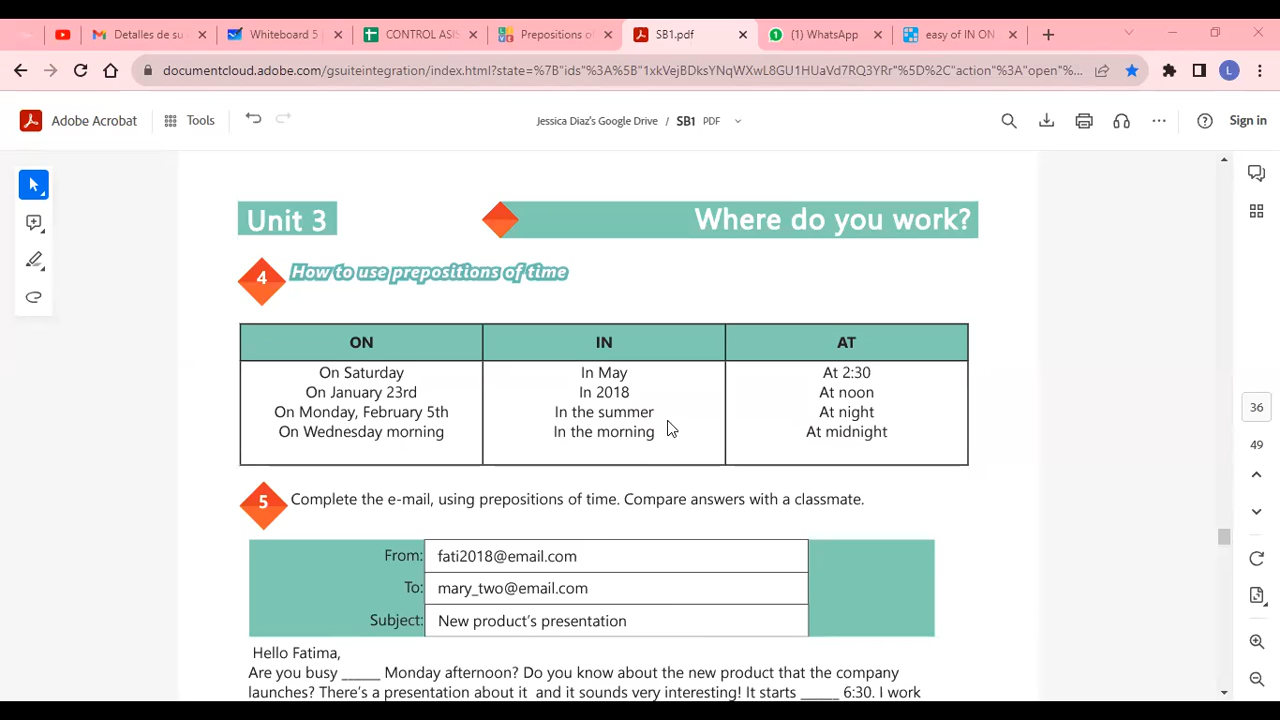 Detalles de su
Whiteboard 5
CONTROL ASIS
Prepositions of
SB1.pdf
(1) WhatsApp
easy of IN ON
documentcloud.adobe.com/gsuiteintegration/index.html?state=%7B"ids"%3A%5B"1xkVejBDksYNqWXwL8GU1HUaVd7RQ3YRr"%5D%2C"action"%3A"open"%...
L
Adobe Acrobat
Tools
Jessica Diaz's Google Drive / SB1 PDF
Sign in
Unit 3
Where do you work?
4 How to use prepositions of time
ON IN AT
On Saturday In May At 2:30
On January 23rd In 2018 At noon
On Monday, February 5th In the summer At night
On Wednesday morning In the morning At midnight
36
49
5 Complete the e-mail, using prepositions of time. Compare answers with a classmate.
From: fati2018@email.com
To: mary_two@email.com
Subject: New product's presentation
Hello Fatima,
Are you busy _____ Monday afternoon? Do you know about the new product that the company
launches? There's a presentation about it and it sounds very interesting! It starts _____ 6:30. I work